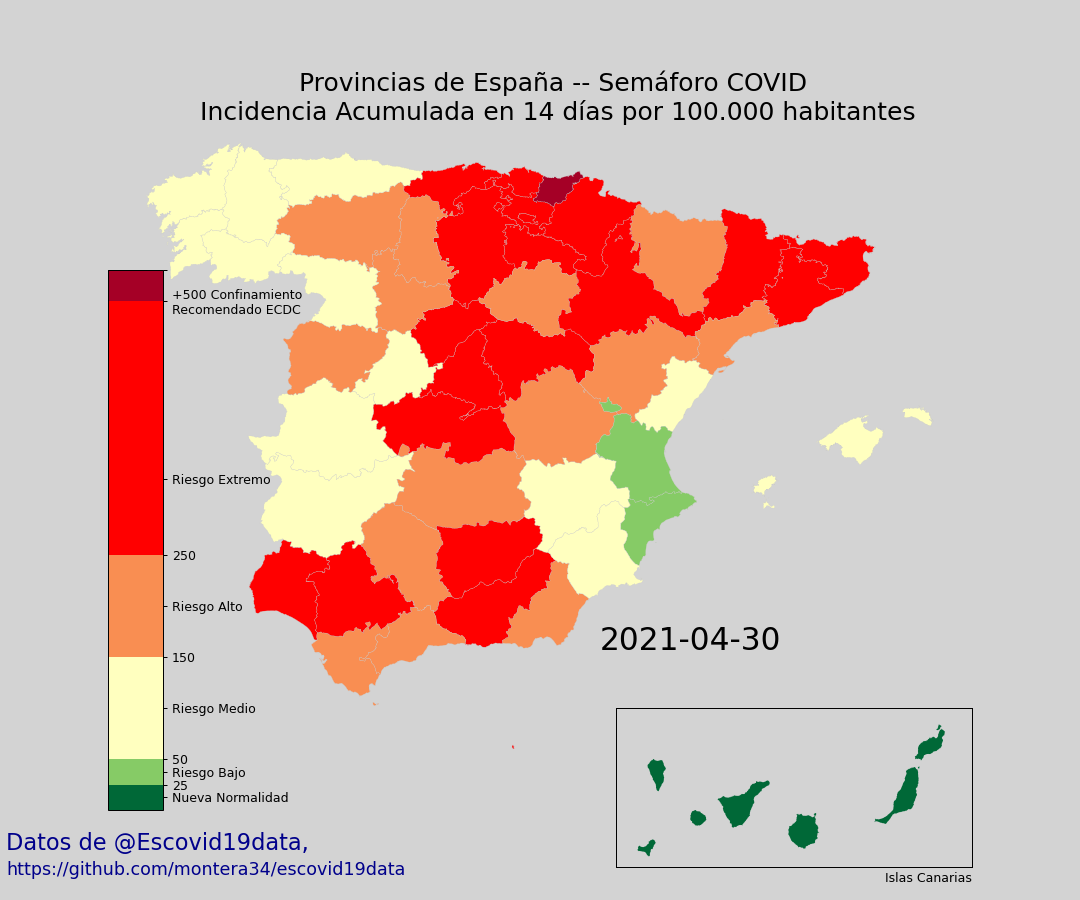 Provincias de España -- Semáforo COVID
Incidencia Acumulada en 14 días por 100.000 habitantes
+500 Confinamiento
Recomendado ECDC
Riesgo Extremo
250
Riesgo Alto
150
Riesgo Medio
50
Riesgo Bajo
25
Nueva Normalidad
2021-04-30
Islas Canarias
Datos de @Escovid19data,
https://github.com/montera34/escovid19data